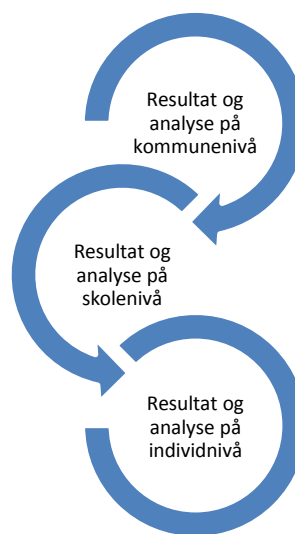 Resultat og
analyse på
kommunenivå
Resultat og
analyse på
skolenivå
Resultat og
analyse på
individnivå